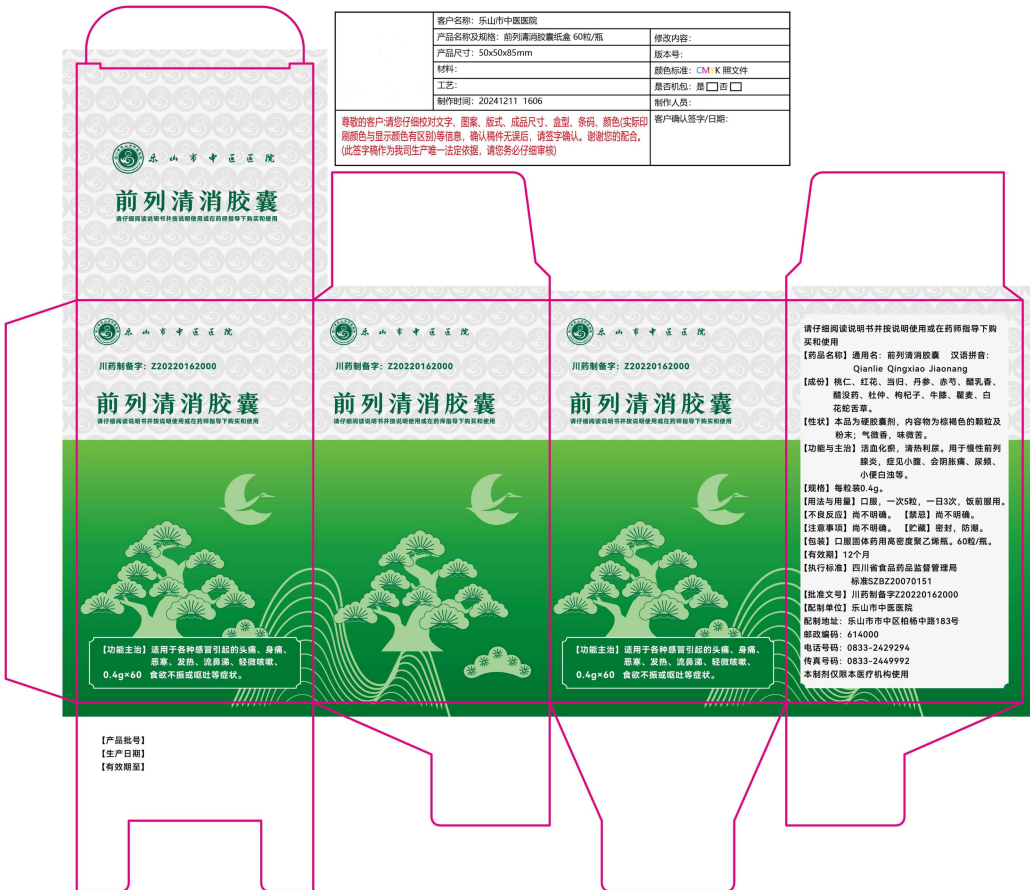 客户名称：乐山市中医医院
产品名称及规格：前列清消胶囊纸盒 60粒/瓶
修改内容：
产品尺寸：50x50x85mm
版本号：
材料：
颜色标准：CMYK 照文件
工艺：
是否机包：是□否□
制作时间：20241211 1606
制作人员：
尊敬的客户:请您仔细校对文字、图案、版式、成品尺寸、盒型、条码、颜色(实际印
刷颜色与显示颜色有区别)等信息，确认稿件无误后，请签字确认。谢谢您的配合。
(此签字稿作为我司生产唯一法定依据，请您务必仔细审核)
客户确认签字/日期：
乐山市中医医院
前列清消胶囊
请仔细阅读说明书并按说明使用或在药师指导下购买和使用
乐山市中医医院
川药制备字：Z20220162000
前列清消胶囊
请仔细阅读说明书并按说明使用或在药师指导下购买和使用
【功能主治】适用于各种感冒引起的头痛、身痛、
恶寒、发热、流鼻涕、轻微咳嗽、
0.4g×60 食欲不振或呕吐等症状。
乐山市中医医院
川药制备字：Z20220162000
前列清消胶囊
请仔细阅读说明书并按说明使用或在药师指导下购买和使用
乐山市中医医院
川药制备字：Z20220162000
前列清消胶囊
请仔细阅读说明书并按说明使用或在药师指导下购买和使用
【功能主治】适用于各种感冒引起的头痛、身痛、
恶寒、发热、流鼻涕、轻微咳嗽、
0.4g×60 食欲不振或呕吐等症状。
请仔细阅读说明书并按说明使用或在药师指导下购
买和使用
【药品名称】通用名：前列清消胶囊 汉语拼音：
Qianlie Qingxiao Jiaonang
【成份】桃仁、红花、当归、丹参、赤芍、醋乳香、
醋没药、杜仲、枸杞子、牛膝、瞿麦、白
花蛇舌草。
【性状】本品为硬胶囊剂，内容物为棕褐色的颗粒及
粉末；气微香，味微苦。
【功能与主治】活血化瘀，清热利尿。用于慢性前列
腺炎，症见小腹、会阴胀痛、尿频、
小便白浊等。
【规格】每粒装0.4g。
【用法与用量】口服，一次5粒，一日3次，饭前服用。
【不良反应】尚不明确。 【禁忌】尚不明确。
【注意事项】尚不明确。 【贮藏】密封，防潮。
【包装】口服固体药用高密度聚乙烯瓶。60粒/瓶。
【有效期】12个月
【执行标准】四川省食品药品监督管理局
标准SZBZ20070151
【批准文号】川药制备字Z20220162000
【配制单位】乐山市中医医院
配制地址：乐山市市中区柏杨中路183号
邮政编码：614000
电话号码：0833-2429294
传真号码：0833-2449992
本制剂仅限本医疗机构使用
【产品批号】
【生产日期】
【有效期至】